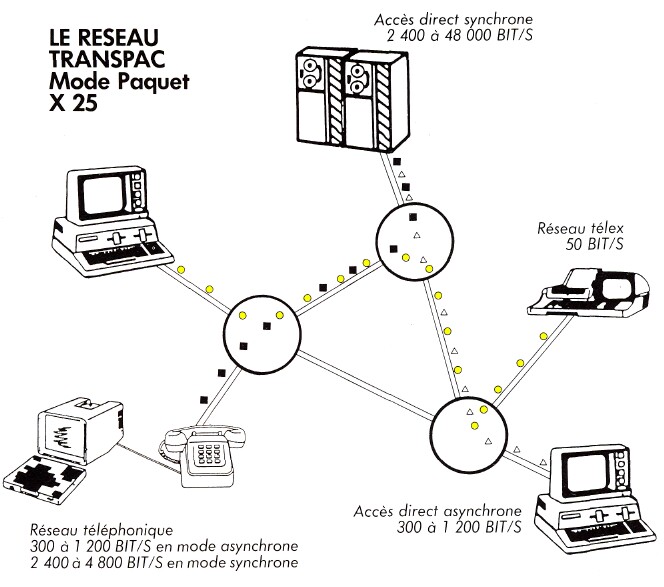 LE RESEAU
TRANSPAC
Mode Paquet
X 25
Accès direct synchrone
2 400 à 48 000 BIT/S
Réseau télex
50 BIT/S
Accès direct asynchrone
300 à 1 200 BIT/S
Réseau téléphonique
300 à 1 200 BIT/S en mode asynchrone
2 400 à 4 800 BIT/S en mode synchrone